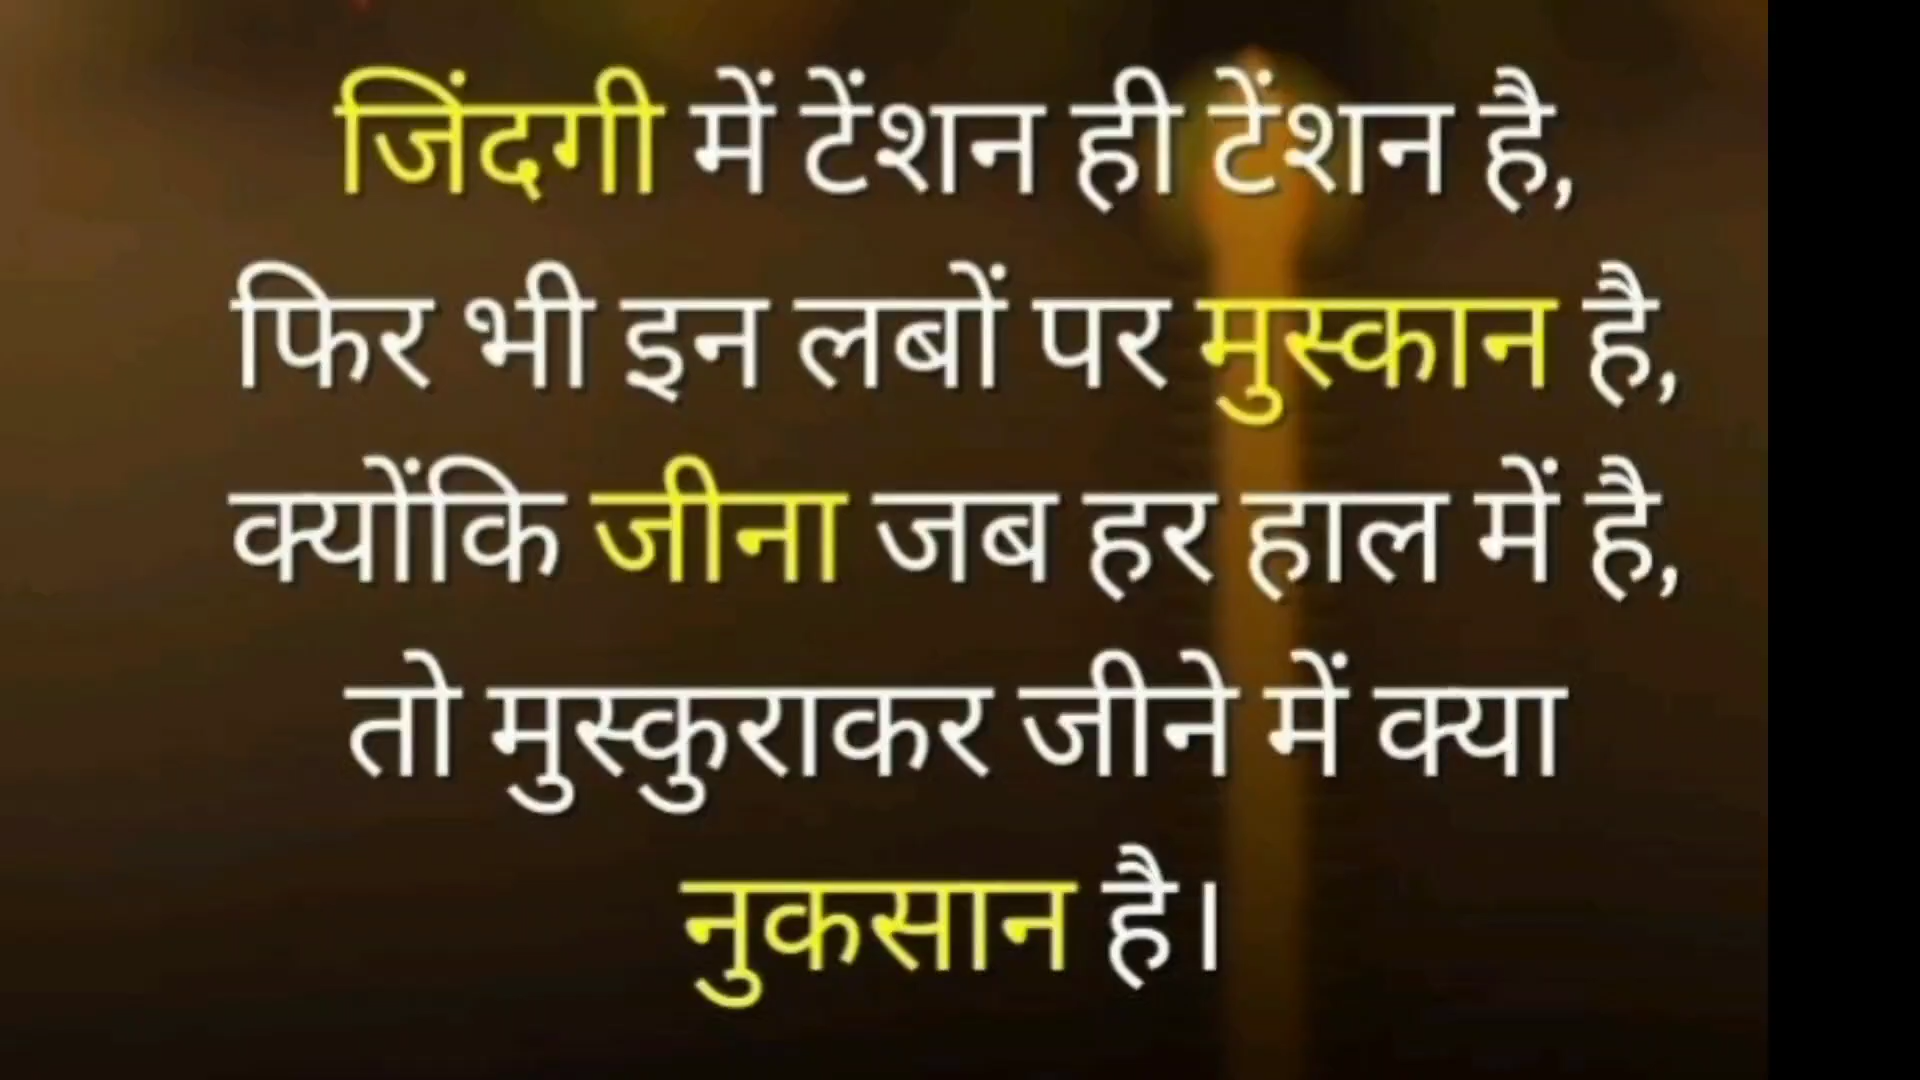 जिंदगी में टेंशन ही टेंशन है,
फिर भी इन लबों पर मुस्कान है,
क्योंकि जीना जब हर हाल में है,
तो मुस्कुराकर जीने में क्या
नुकसान है।